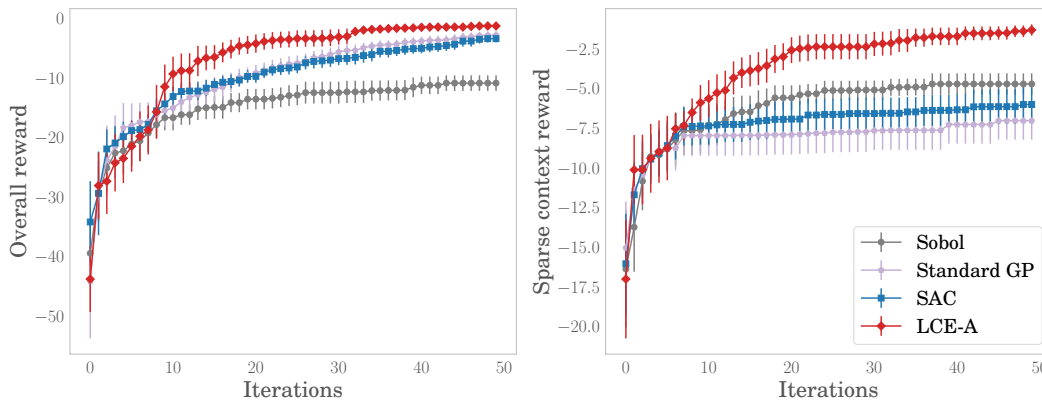 Overall reward
0
−10
−20
−30
−40
−50
0 10 20 30 40 50
Iterations
Sparse context reward
−2.5
−5.0
−7.5
−10.0
−12.5
−15.0
−17.5
−20.0
0 10 20 30 40 50
Iterations
Sobol
Standard GP
SAC
LCE-A